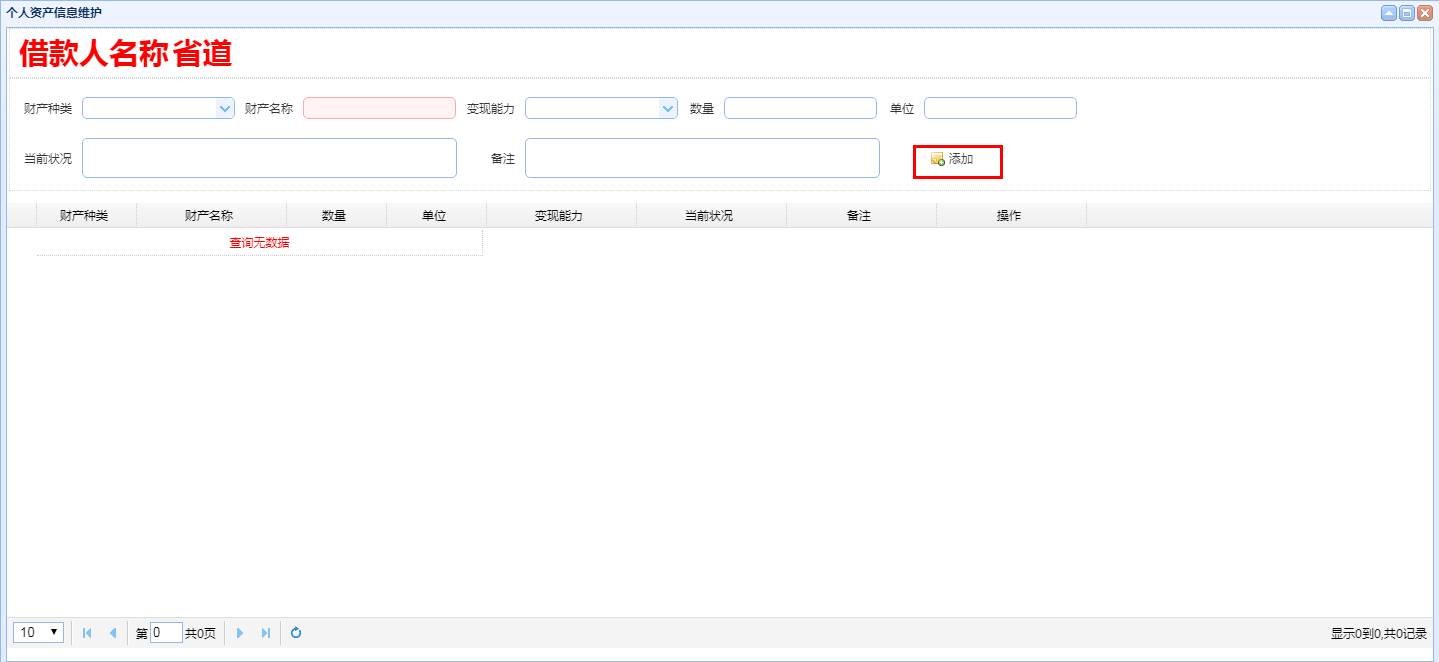 个人资产信息维护
借款人名称 省道
财产种类 财产名称 变现能力 数量 单位
当前状况 备注 添加
财产种类 财产名称 数量 单位 变现能力 当前状况 备注 操作
查询无数据
10 第 0 共0页 显示0到0,共0记录